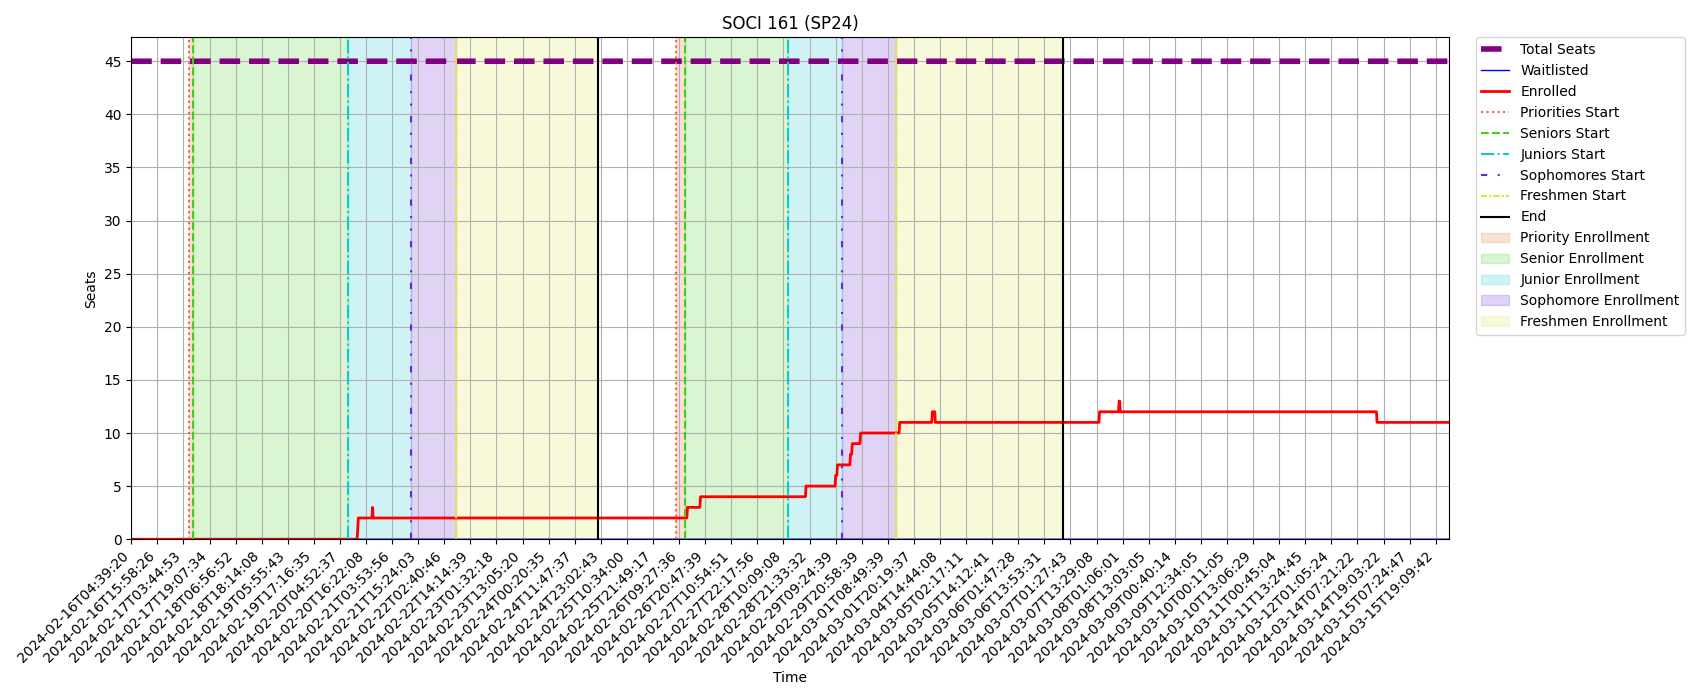 SOCI 161 (SP24)
Seats
45
40
35
30
25
20
15
10
5
0
2024-02-16T04:39:20
2024-02-16T15:58:26
2024-02-17T03:44:53
2024-02-17T19:07:34
2024-02-18T06:56:52
2024-02-18T18:14:08
2024-02-19T05:55:43
2024-02-19T17:16:35
2024-02-20T04:52:37
2024-02-20T16:22:08
2024-02-21T03:53:56
2024-02-21T15:24:03
2024-02-22T02:40:46
2024-02-22T14:14:39
2024-02-23T01:32:18
2024-02-23T13:05:20
2024-02-24T00:20:35
2024-02-24T11:47:37
2024-02-24T23:02:43
2024-02-25T10:34:00
2024-02-25T21:49:17
2024-02-26T09:27:36
2024-02-26T20:47:39
2024-02-27T10:54:51
2024-02-27T22:17:56
2024-02-28T10:09:08
2024-02-28T21:33:32
2024-02-29T09:24:39
2024-02-29T20:58:39
2024-03-01T08:49:39
2024-03-01T20:19:37
2024-03-04T14:44:08
2024-03-05T02:17:11
2024-03-05T14:12:41
2024-03-06T01:47:28
2024-03-06T13:53:31
2024-03-07T01:27:43
2024-03-07T13:29:08
2024-03-08T01:06:01
2024-03-08T13:03:05
2024-03-09T00:40:14
2024-03-09T12:34:05
2024-03-10T00:11:05
2024-03-10T13:06:29
2024-03-11T00:45:04
2024-03-11T13:24:45
2024-03-12T01:05:24
2024-03-14T07:21:22
2024-03-14T19:03:22
2024-03-15T07:24:47
2024-03-15T19:09:42
Time
Total Seats
Waitlisted
Enrolled
Priorities Start
Seniors Start
Juniors Start
Sophomores Start
Freshmen Start
End
Priority Enrollment
Senior Enrollment
Junior Enrollment
Sophomore Enrollment
Freshmen Enrollment